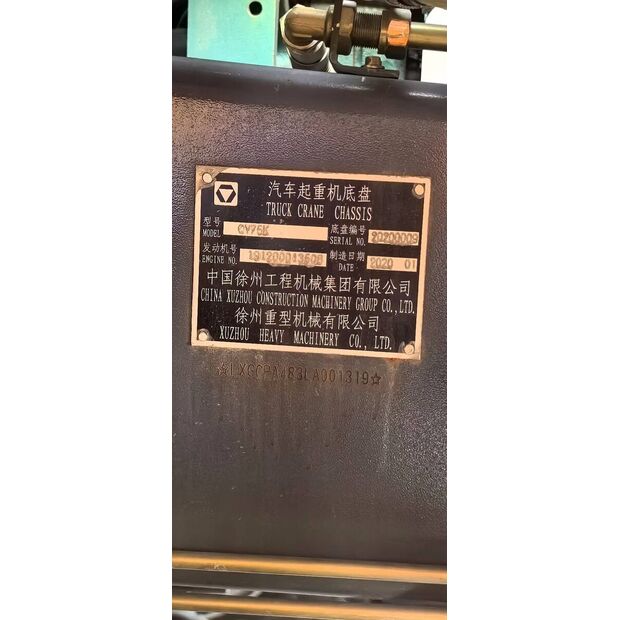 汽车起重机底盘
TRUCK CRANE CHASSIS
型号 底盘编号
MODEL SERIAL NO. 20200009
发动机号 制造日期
ENGINE NO. DATE 2020 01
中国徐州工程机械集团有限公司
CHINA XUZHOU CONSTRUCTION MACHINERY GROUP CO.,LTD.
徐州重型机械有限公司
XUZHOU HEAVY MACHINERY CO., LTD.